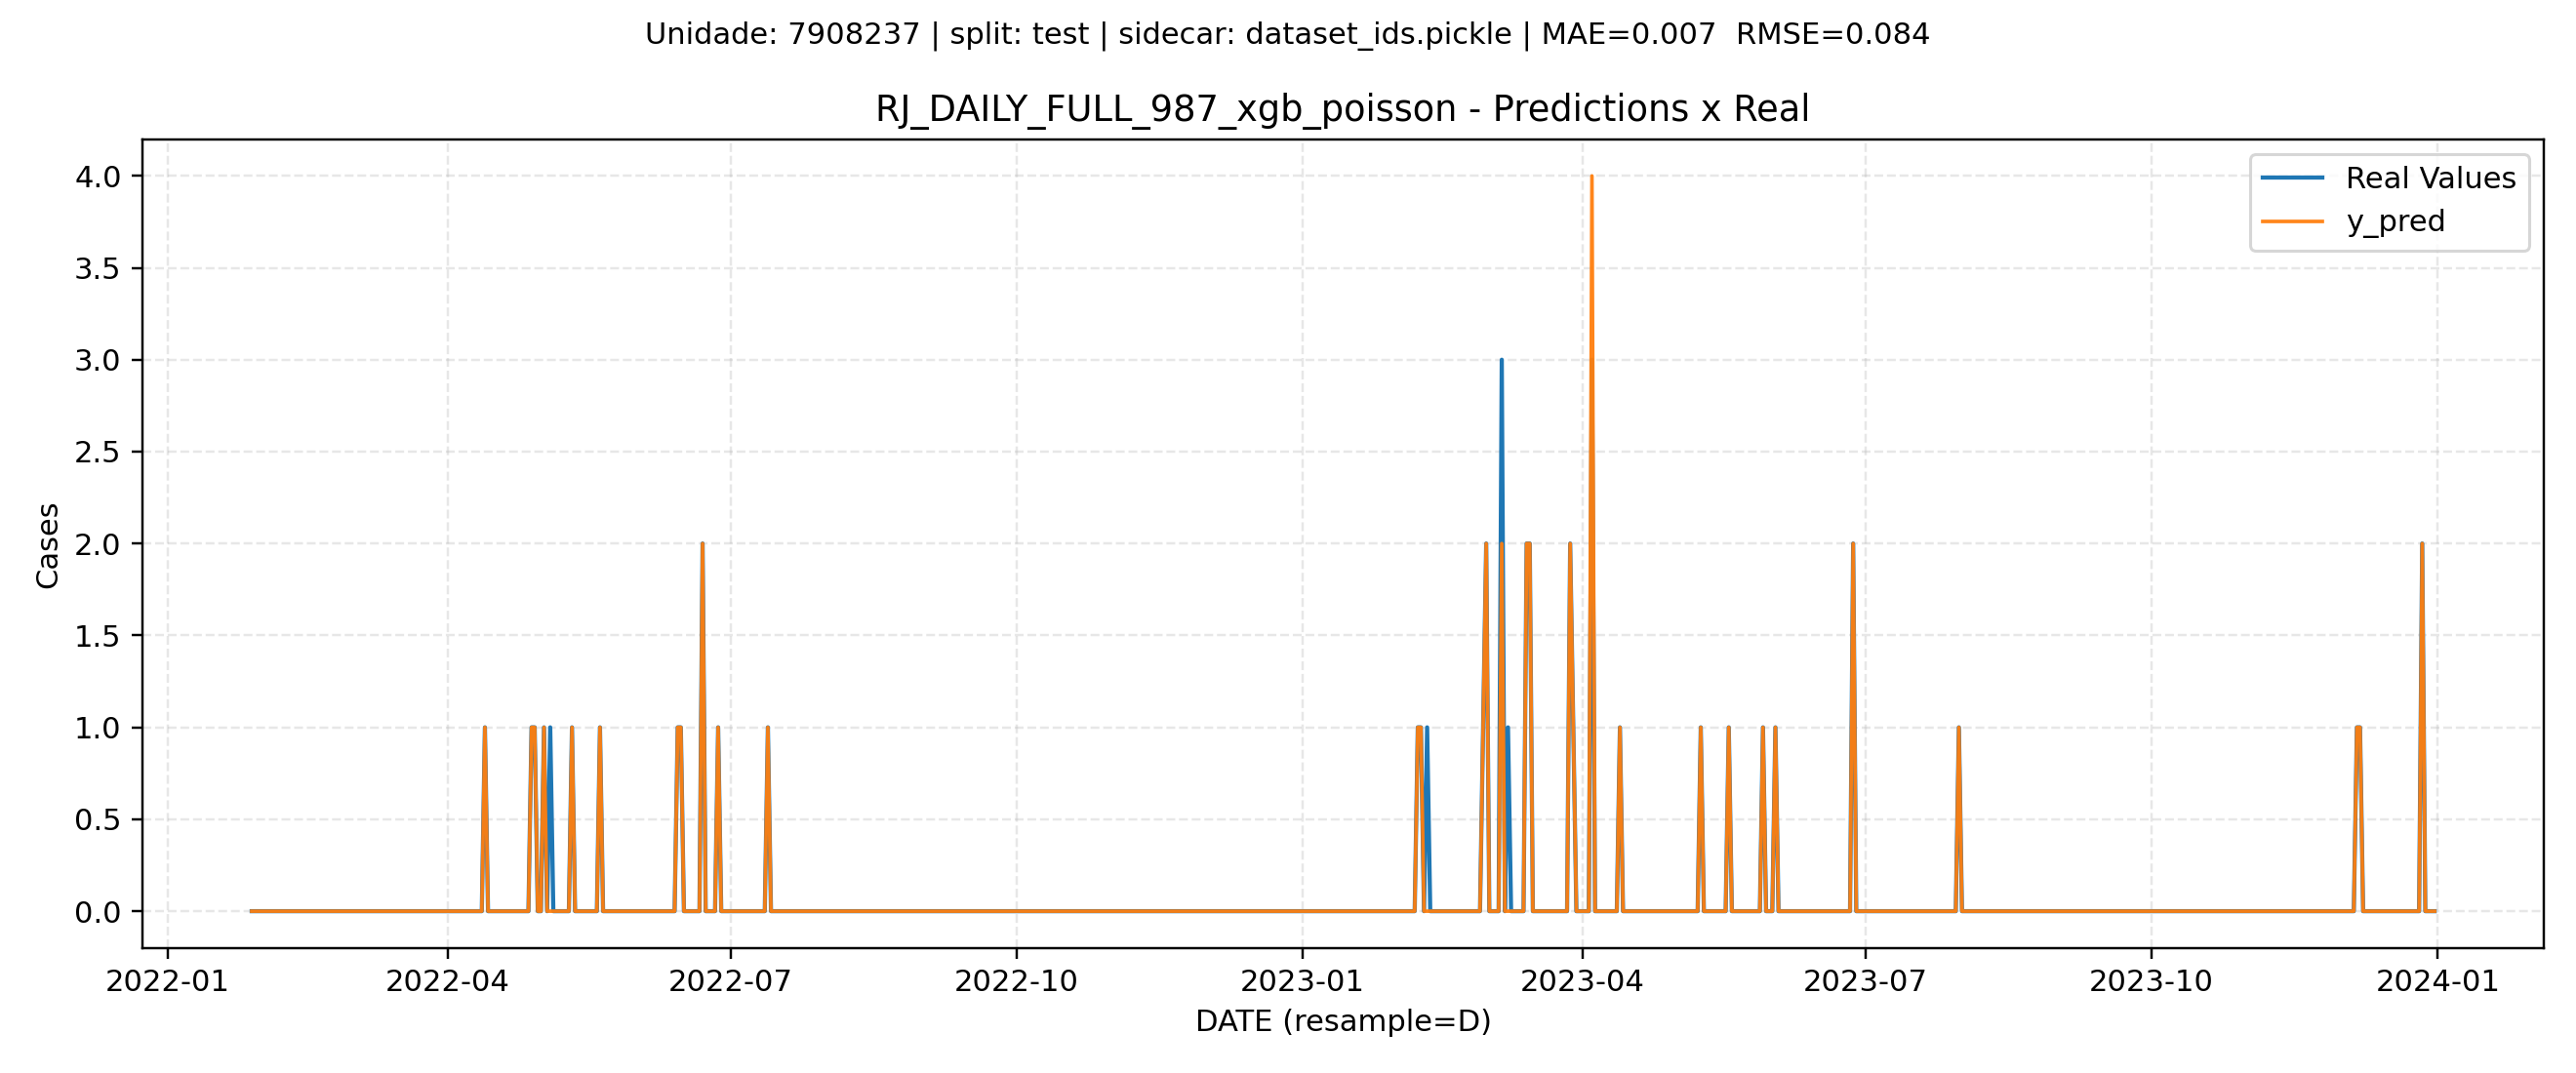 Unidade: 7908237 | split: test | sidecar: dataset_ids.pickle | MAE=0.007  RMSE=0.084
RJ_DAILY_FULL_987_xgb_poisson - Predictions x Real
Real Values
y_pred
Cases
4.0
3.5
3.0
2.5
2.0
1.5
1.0
0.5
0.0
2022-01 2022-04 2022-07 2022-10 2023-01 2023-04 2023-07 2023-10 2024-01
DATE (resample=D)